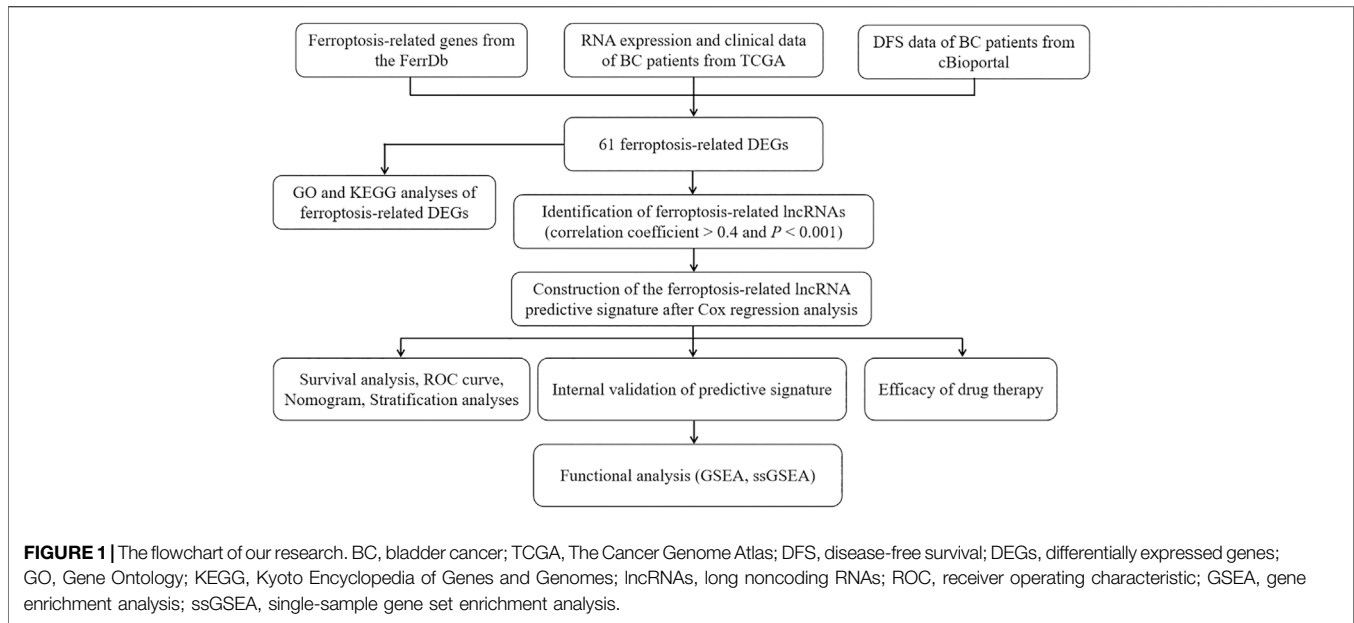 Ferroptosis-related genes from
the FerrDb
RNA expression and clinical data
of BC patients from TCGA
DFS data of BC patients from
cBioportal
61 ferroptosis-related DEGs
GO and KEGG analyses of
ferroptosis-related DEGs
Identification of ferroptosis-related lncRNAs
(correlation coefficient > 0.4 and P < 0.001)
Construction of the ferroptosis-related lncRNA
predictive signature after Cox regression analysis
Survival analysis, ROC curve,
Nomogram, Stratification analyses
Internal validation of predictive signature
Efficacy of drug therapy
Functional analysis (GSEA, ssGSEA)
FIGURE 1 | The flowchart of our research. BC, bladder cancer; TCGA, The Cancer Genome Atlas; DFS, disease-free survival; DEGs, differentially expressed genes;
GO, Gene Ontology; KEGG, Kyoto Encyclopedia of Genes and Genomes; lncRNAs, long noncoding RNAs; ROC, receiver operating characteristic; GSEA, gene
enrichment analysis; ssGSEA, single-sample gene set enrichment analysis.